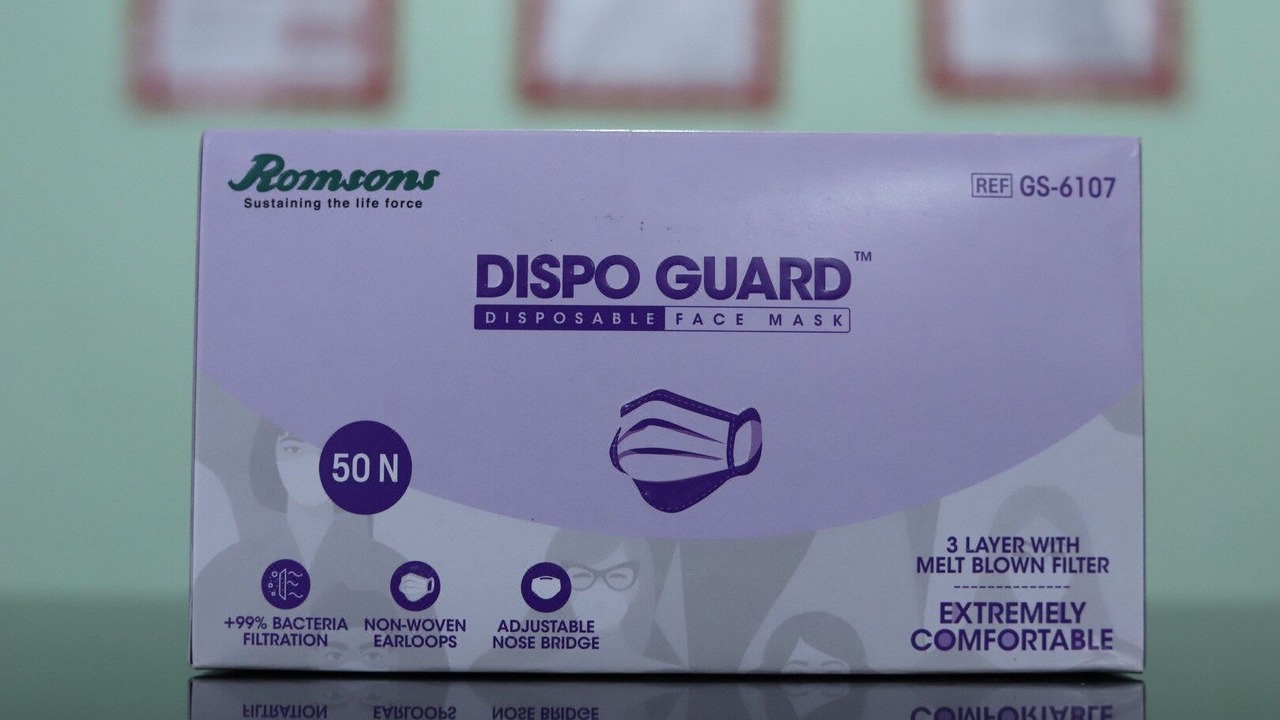 Romsons
Sustaining the life force
REF GS-6107
DISPO GUARD™
DISPOSABLE FACE MASK
50 N
+99% BACTERIA
FILTRATION
NON-WOVEN
EARLOOPS
ADJUSTABLE
NOSE BRIDGE
3 LAYER WITH
MELT BLOWN FILTER
EXTREMELY
COMFORTABLE